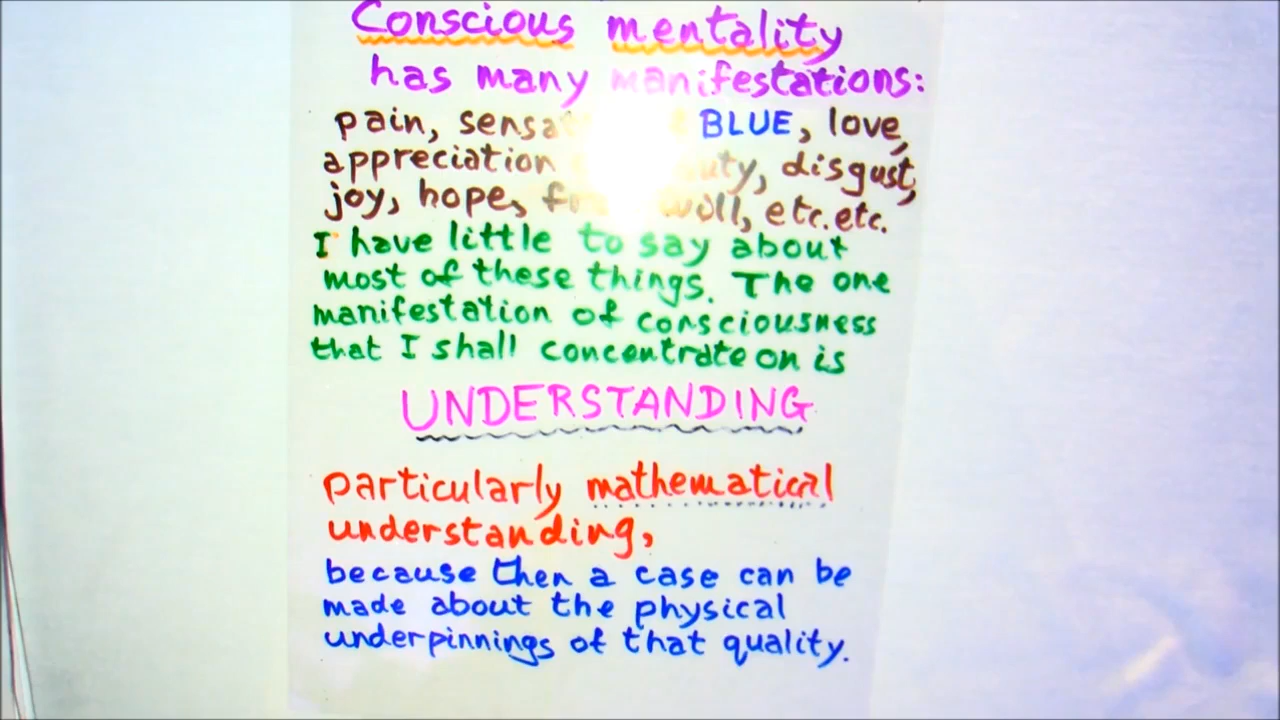 Conscious mentality
has many manifestations:
pain, BLUE, love,
appreciation disgust,
joy, hope, etc. etc.
I have little to say about
most of these things. The one
manifestation of consciousness
that I shall concentrate on is
UNDERSTANDING
particularly mathematical
understanding,
because then a case can be
made about the physical
underpinnings of that quality.